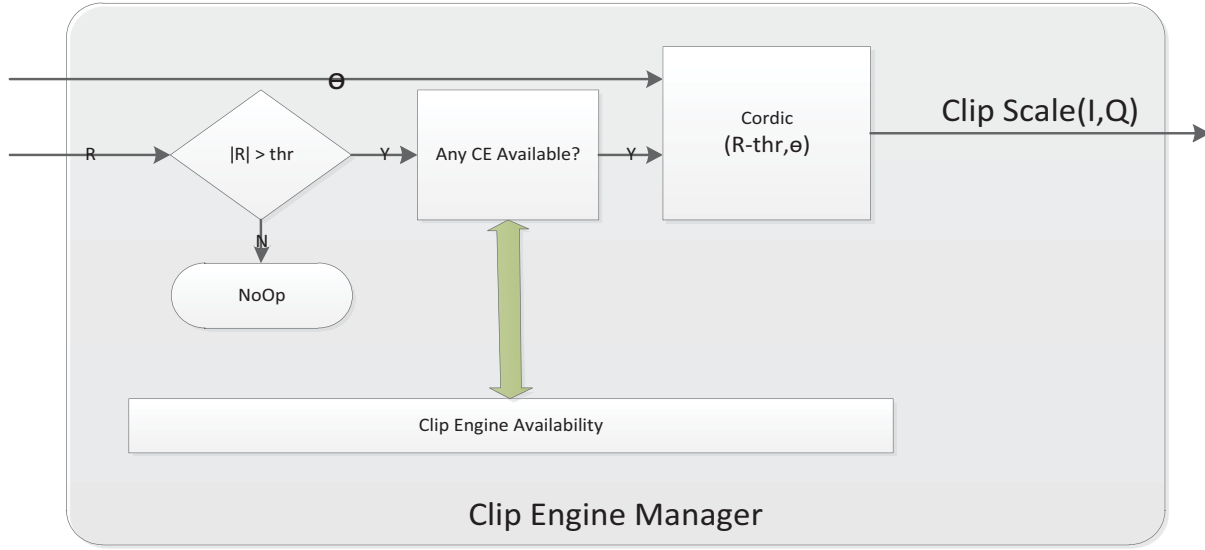 ɵ
Clip Scale(I,Q)
Cordic
(R-thr,ɵ)
R
|R| > thr
Y
Any CE Available?
Y
N
NoOp
Clip Engine Availability
Clip Engine Manager